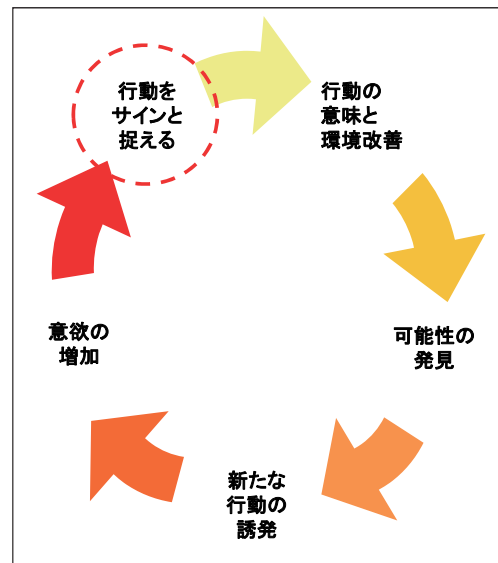 行動を
サインと
捉える
行動の
意味と
環境改善
可能性の
発見
新たな
行動の
誘発
意欲の
増加